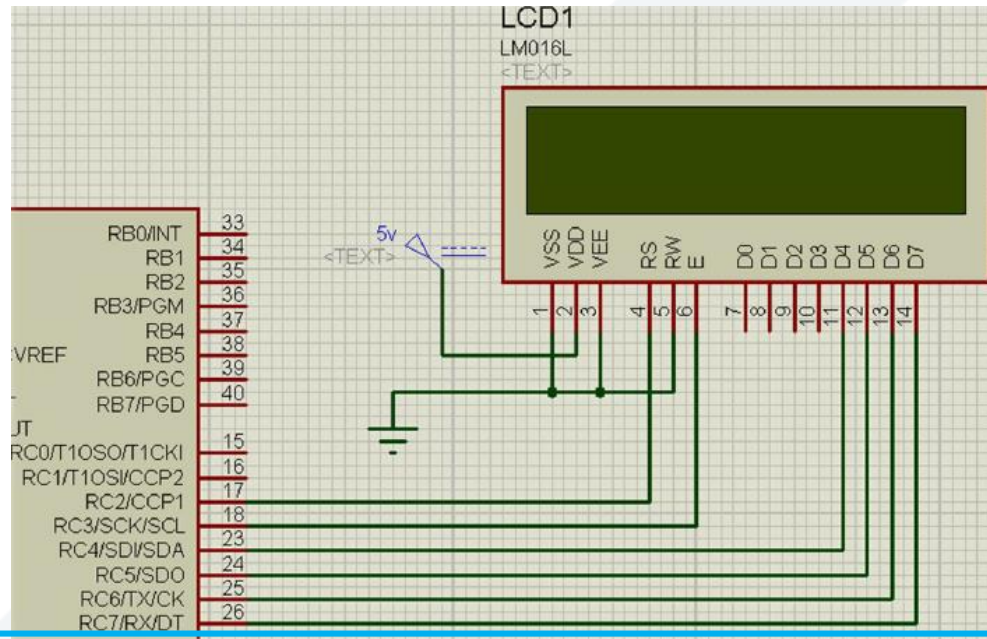 LCD1
LM016L
<TEXT>
5v
<TEXT>
VSS
VDD
VEE
RS
RW
E
D0
D1
D2
D3
D4
D5
D6
D7
1
2
3
4
5
6
7
8
9
10
11
12
13
14
RB0/INT 33
RB1 34
RB2 35
RB3/PGM 36
RB4 37
VREF RB5 38
RB6/PGC 39
RB7/PGD 40
UT
RC0/T1OSO/T1CKI 15
RC1/T1OSI/CCP2 16
RC2/CCP1 17
RC3/SCK/SCL 18
RC4/SDI/SDA 23
RC5/SDO 24
RC6/TX/CK 25
RC7/RX/DT 26